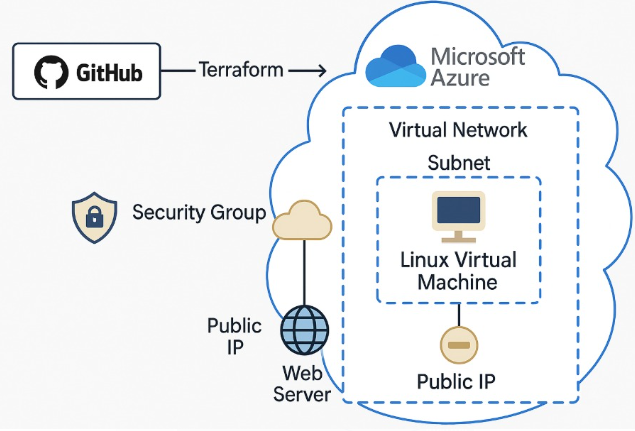 GitHub
Terraform
Microsoft
Azure
Virtual Network
Subnet
Security Group
Linux Virtual
Machine
Public
IP
Web
Server
Public IP